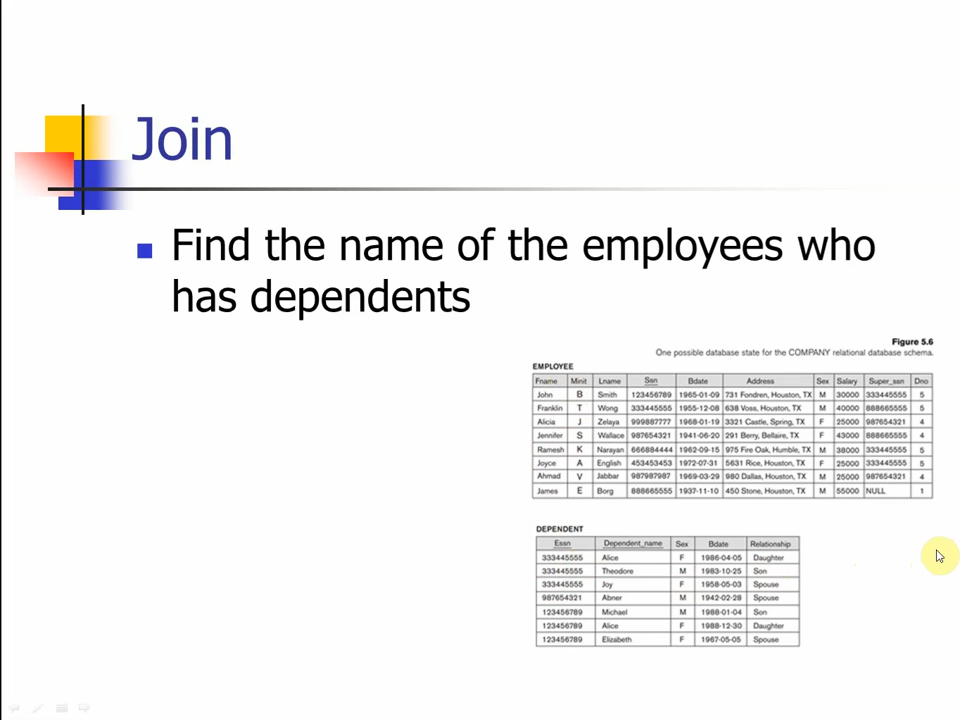 Join
Find the name of the employees who
has dependents
Figure 5.6
One possible database state for the COMPANY relational database schema.
EMPLOYEE
Fname Minit Lname Ssn Bdate Address Sex Salary Super_ssn Dno
John B Smith 123456789 1965-01-09 731 Fondren, Houston, TX M 30000 333445555 5
Franklin T Wong 333445555 1955-12-08 638 Voss, Houston, TX M 40000 888665555 5
Alicia J Zelaya 999887777 1968-01-19 3321 Castle, Spring, TX F 25000 987654321 4
Jennifer S Wallace 987654321 1941-06-20 291 Berry, Bellaire, TX F 43000 888665555 4
Ramesh K Narayan 666884444 1962-09-15 975 Fire Oak, Humble, TX M 38000 333445555 5
Joyce A English 453453453 1972-07-31 5631 Rice, Houston, TX F 25000 333445555 5
Ahmad V Jabbar 987987987 1969-03-29 980 Dallas, Houston, TX M 25000 987654321 4
James E Borg 888665555 1937-11-10 450 Stone, Houston, TX M 55000 NULL 1
DEPENDENT
Essn Dependent_name Sex Bdate Relationship
333445555 Alice F 1986-04-05 Daughter
333445555 Theodore M 1983-10-25 Son
333445555 Joy F 1958-05-03 Spouse
987654321 Abner M 1942-02-28 Spouse
123456789 Michael M 1988-01-04 Son
123456789 Alice F 1988-12-30 Daughter
123456789 Elizabeth F 1967-05-05 Spouse